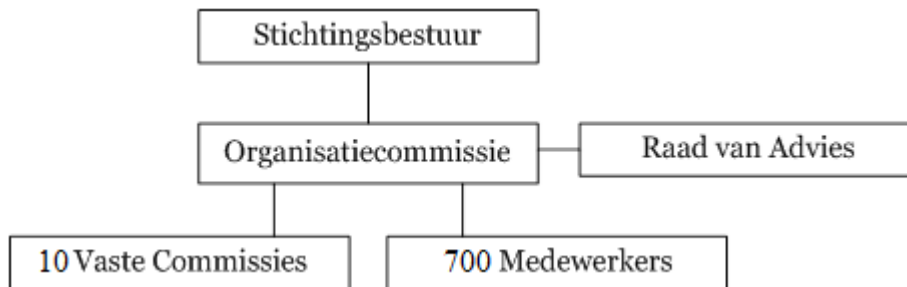 Stichtingsbestuur
Organisatiecommissie
Raad van Advies
10 Vaste Commissies
700 Medewerkers